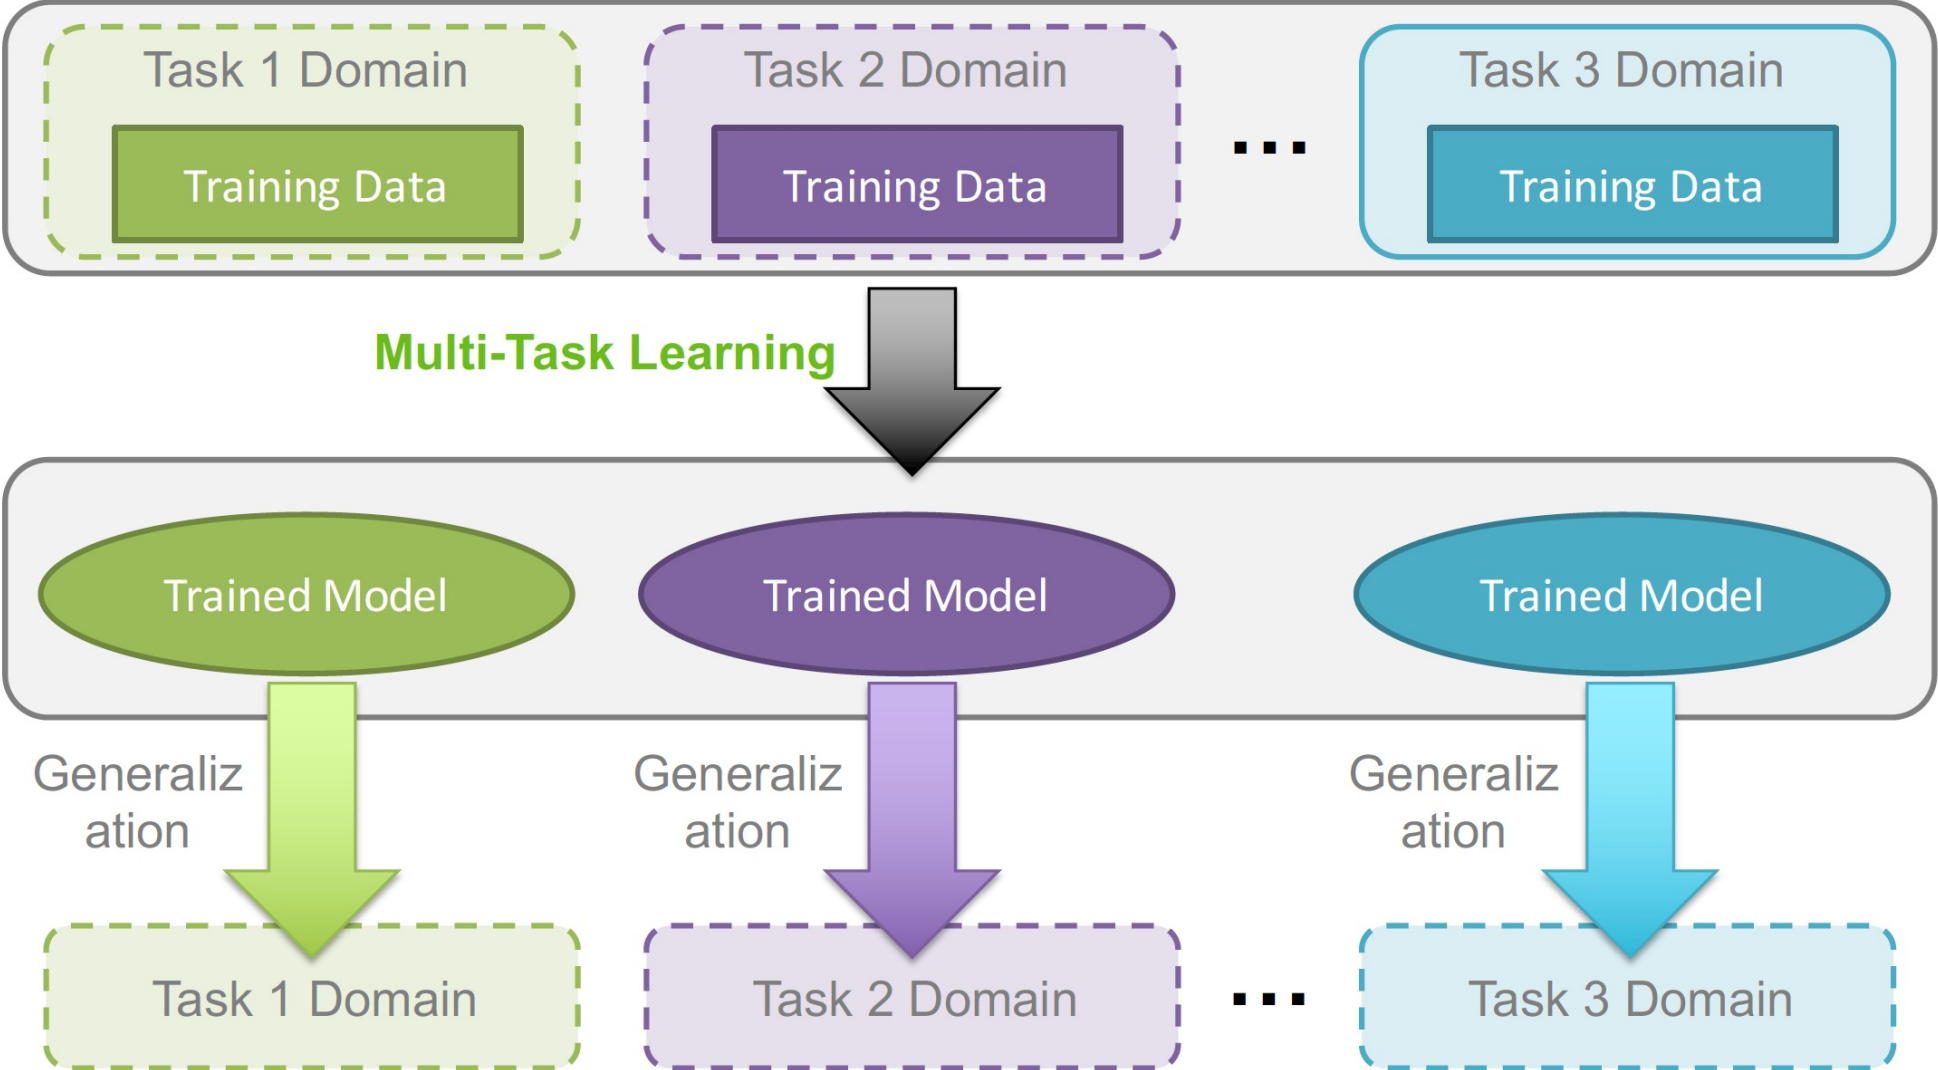 Task 1 Domain
Task 2 Domain
Task 3 Domain
Training Data
Training Data
...
Training Data
Multi-Task Learning
Trained Model
Trained Model
Trained Model
Generaliz
ation
Generaliz
ation
Generaliz
ation
Task 1 Domain
Task 2 Domain
...
Task 3 Domain